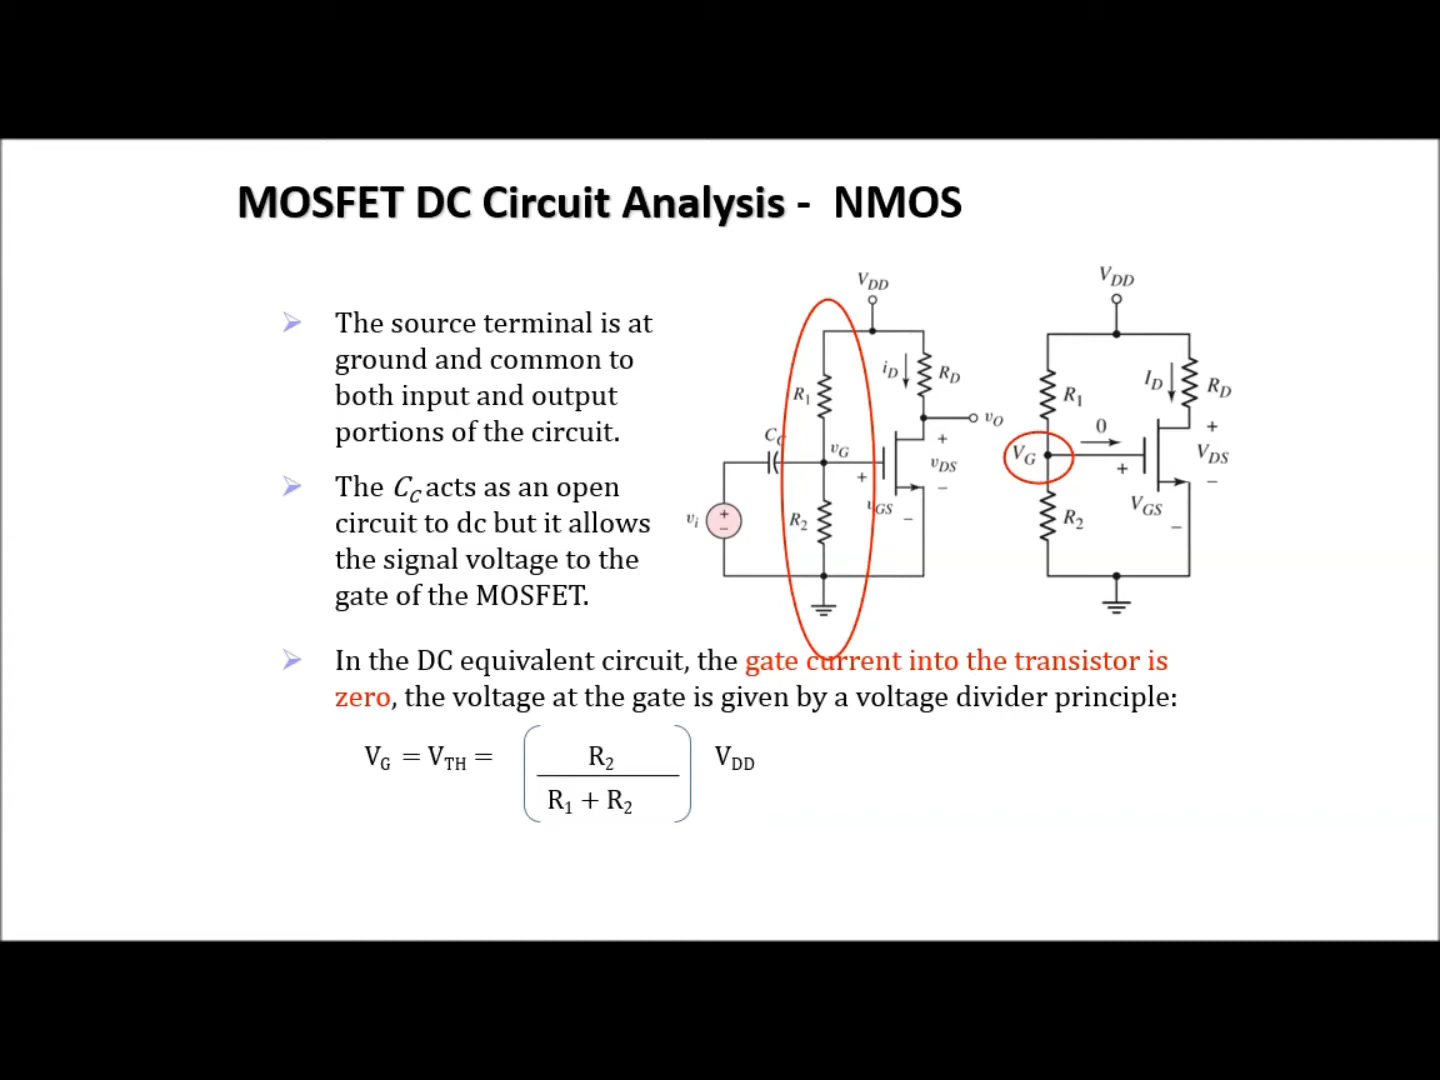 MOSFET DC Circuit Analysis - NMOS
➢ The source terminal is at
ground and common to
both input and output
portions of the circuit.
➢ The C_C acts as an open
circuit to dc but it allows
the signal voltage to the
gate of the MOSFET.
V_DD
i_D
R_D
R_1
v_O
C_C
v_G
+
v_DS
−
+
v_GS
−
v_i
+
−
R_2
V_DD
I_D
R_D
R_1
0
+
V_G
V_DS
+
−
V_GS
−
R_2
➢ In the DC equivalent circuit, the gate current into the transistor is
zero, the voltage at the gate is given by a voltage divider principle:
V_G = V_TH = ( R_2 / R_1 + R_2 ) V_DD